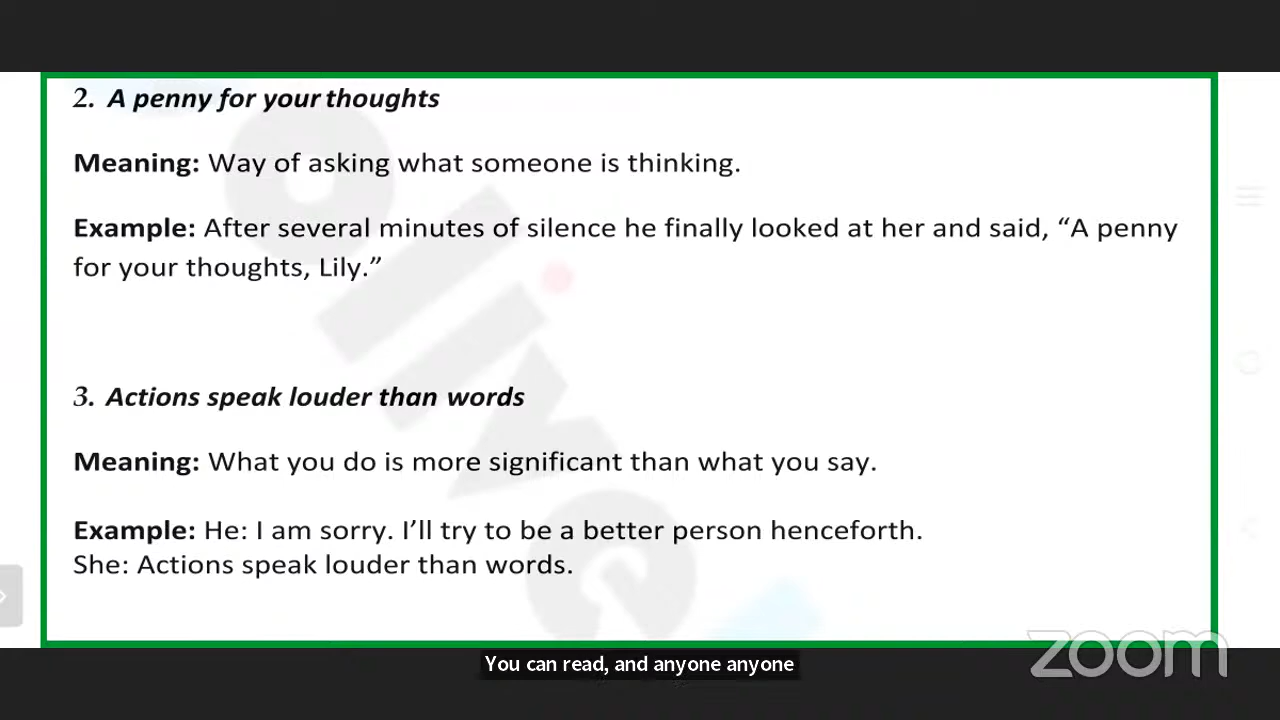 2. A penny for your thoughts
Meaning: Way of asking what someone is thinking.
Example: After several minutes of silence he finally looked at her and said, “A penny
for your thoughts, Lily.”
3. Actions speak louder than words
Meaning: What you do is more significant than what you say.
Example: He: I am sorry. I’ll try to be a better person henceforth.
She: Actions speak louder than words.
olive
zoom
You can read, and anyone anyone